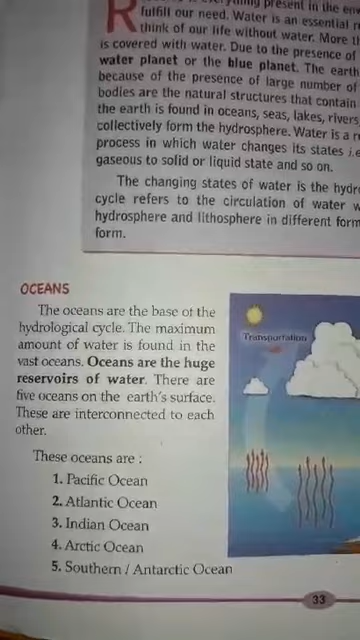 R
everything present in the env
fulfill our need. Water is an essential r
think of our life without water. More th
is covered with water. Due to the presence of
water planet or the blue planet. The earth
because of the presence of large number of
bodies are the natural structures that contain
the earth is found in oceans, seas, lakes, rivers,
collectively form the hydrosphere. Water is a r
process in which water changes its states i.e
gaseous to solid or liquid state and so on.
The changing states of water is the hydr
cycle refers to the circulation of water w
hydrosphere and lithosphere in different form
form.
OCEANS
The oceans are the base of the
hydrological cycle. The maximum
amount of water is found in the
vast oceans. Oceans are the huge
reservoirs of water. There are
five oceans on the earth's surface.
These are interconnected to each
other.
These oceans are :
1. Pacific Ocean
2. Atlantic Ocean
3. Indian Ocean
4. Arctic Ocean
5. Southern / Antarctic Ocean
Transportation
33